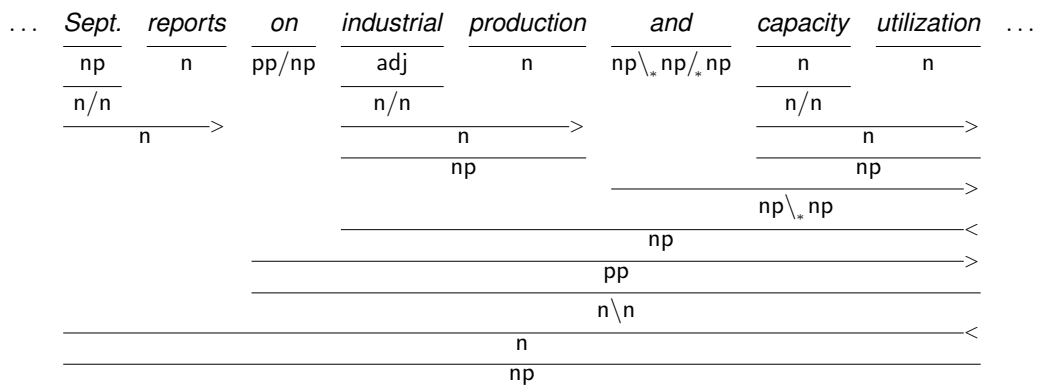 ... Sept. reports on industrial production and capacity utilization ...
np n pp/np adj n np\*np/*np n n
n/n n/n n/n
> > >
n n n
np np
>
np\*np
<
np
>
pp
n\n
<
n
np